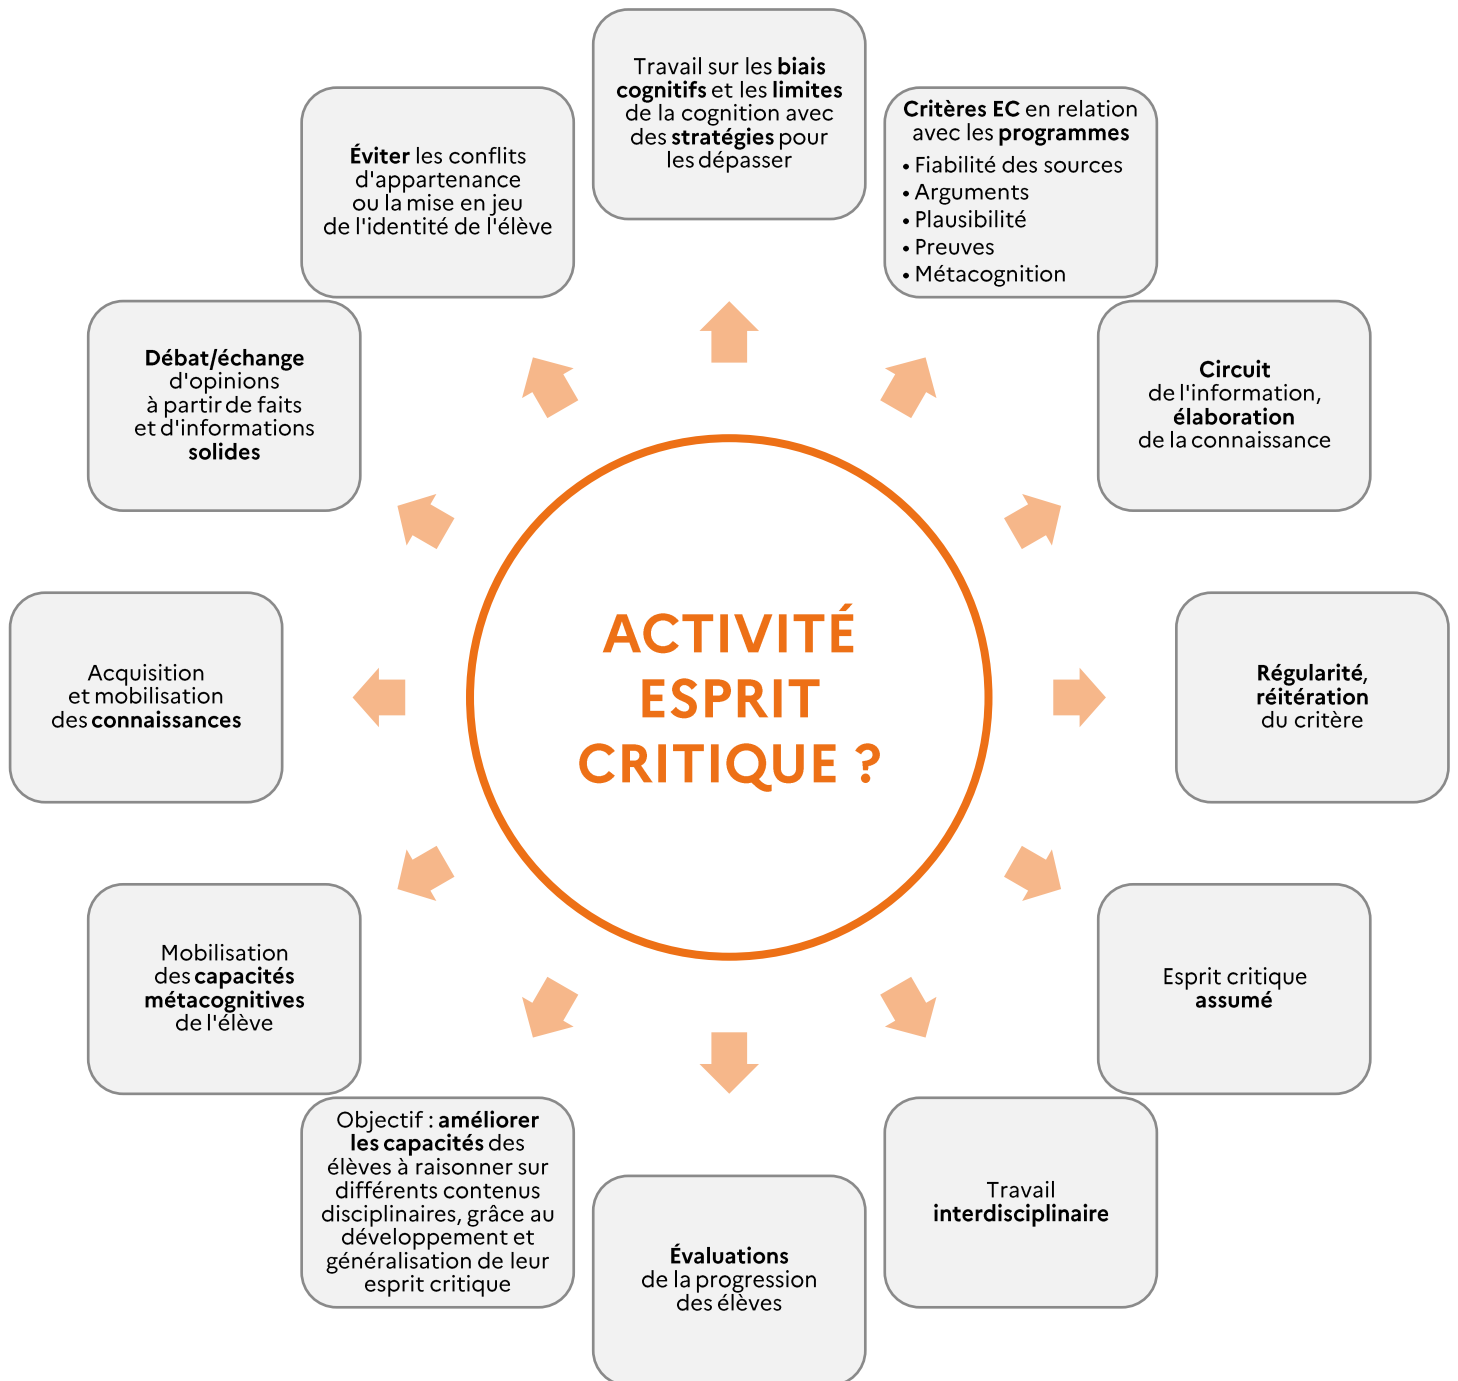 Travail sur les biais
cognitifs et les limites
de la cognition avec
des stratégies pour
les dépasser
Critères EC en relation
avec les programmes
• Fiabilité des sources
• Arguments
• Plausibilité
• Preuves
• Métacognition
Circuit
de l'information,
élaboration
de la connaissance
Régularité,
réitération
du critère
Esprit critique
assumé
Travail
interdisciplinaire
Évaluations
de la progression
des élèves
Objectif : améliorer
les capacités des
élèves à raisonner sur
différents contenus
disciplinaires, grâce au
développement et
généralisation de leur
esprit critique
Mobilisation
des capacités
métacognitives
de l'élève
Acquisition
et mobilisation
des connaissances
Débat/échange
d'opinions
à partir de faits
et d'informations
solides
Éviter les conflits
d'appartenance
ou la mise en jeu
de l'identité de l'élève
ACTIVITÉ
ESPRIT
CRITIQUE ?